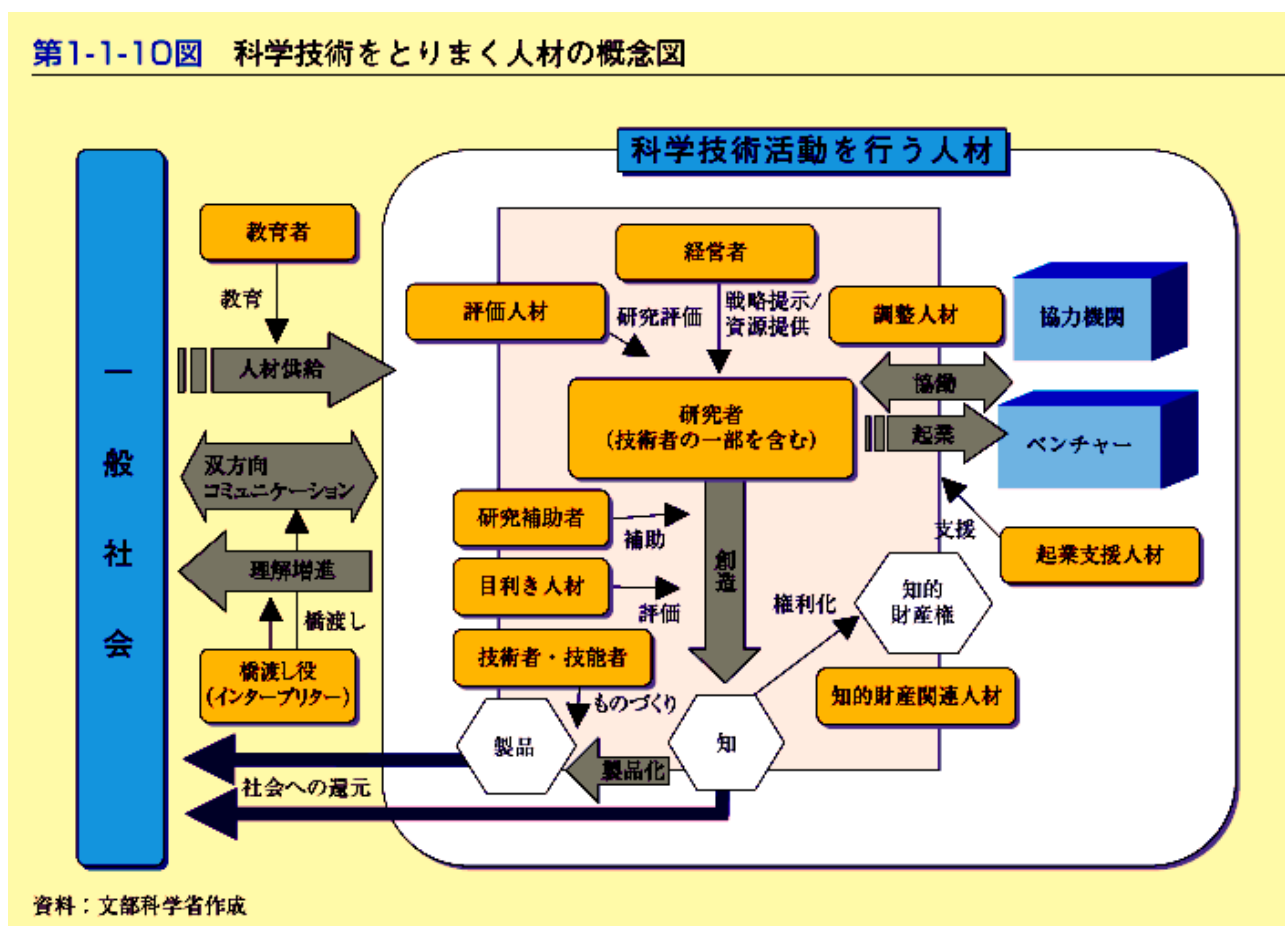 第1-1-10図 科学技術をとりまく人材の概念図
科学技術活動を行う人材
一般社会
教育者
教育
人材供給
双方向
コミュニケーション
理解増進
橋渡し
橋渡し役
(インタープリター)
社会への還元
経営者
戦略提示/
資源提供
評価人材
研究評価
調整人材
協力機関
協働
研究者
(技術者の一部を含む)
起業
ベンチャー
研究補助者
補助
創造
支援
起業支援人材
目利き人材
評価
権利化
知的
財産権
技術者・技能者
ものづくり
知的財産関連人材
製品
製品化
知
資料:文部科学省作成